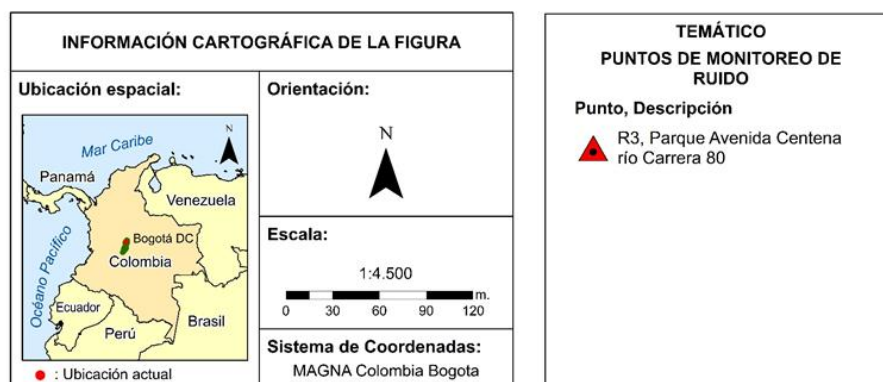 INFORMACIÓN CARTOGRÁFICA DE LA FIGURA
Ubicación espacial:
N
Mar Caribe
Panamá
Venezuela
Bogotá DC
Colombia
Océano Pacífico
Ecuador
Perú
Brasil
: Ubicación actual
Orientación:
N
Escala:
1:4.500
m.
0 30 60 90 120
Sistema de Coordenadas:
MAGNA Colombia Bogota
TEMÁTICO
PUNTOS DE MONITOREO DE
RUIDO
Punto, Descripción
R3, Parque Avenida Centena
río Carrera 80